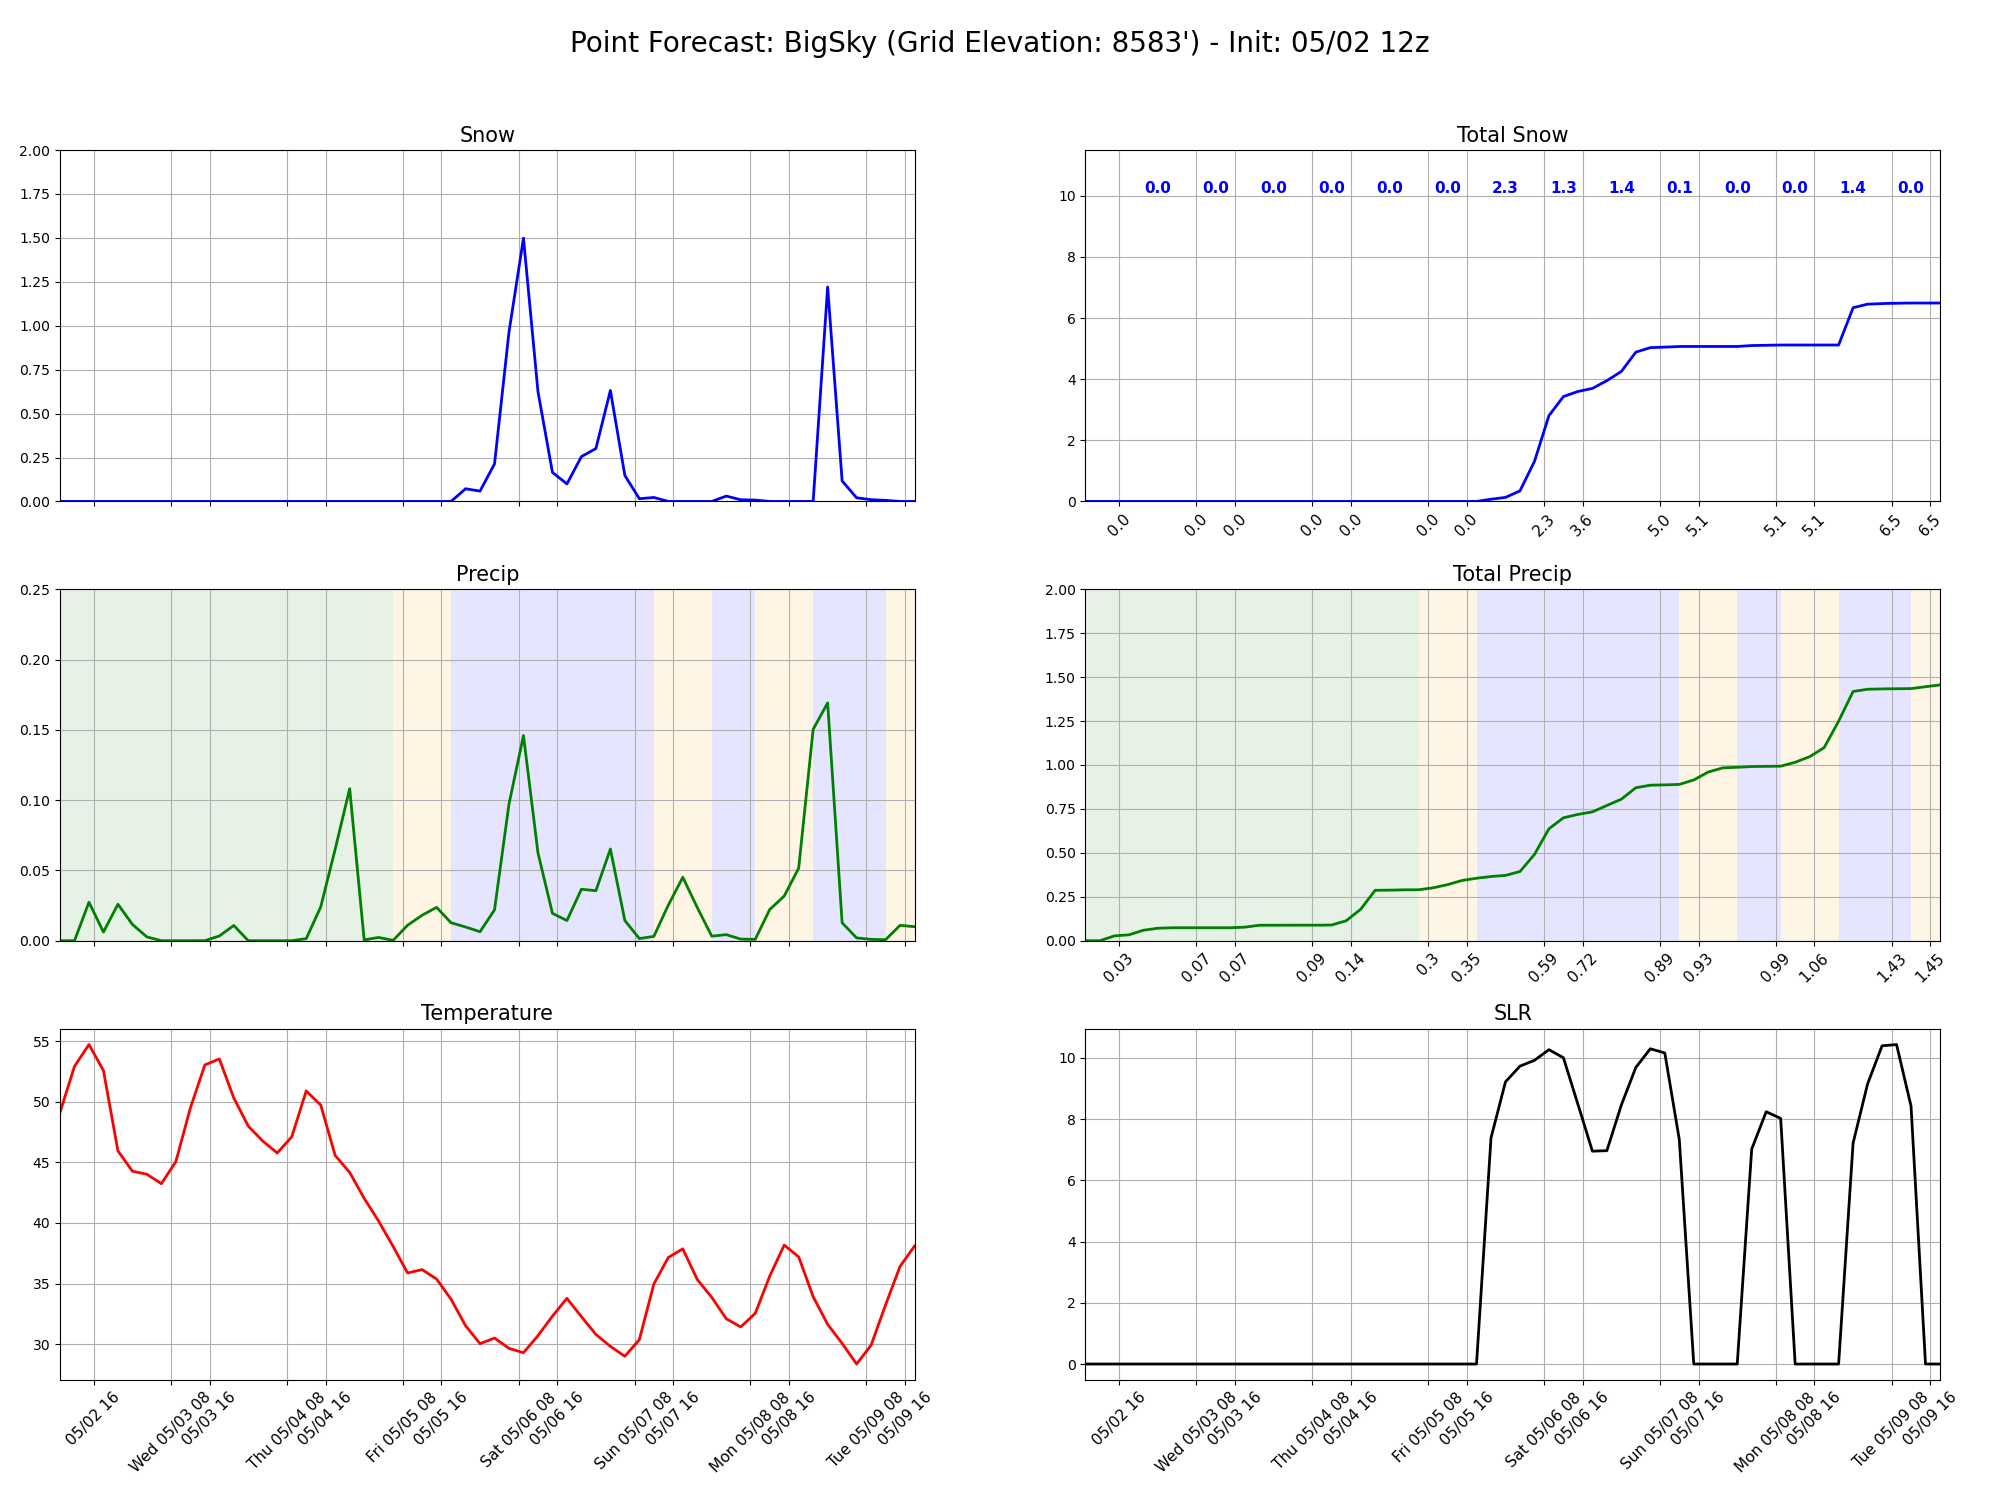 Point Forecast: BigSky (Grid Elevation: 8583') - Init: 05/02 12z
Snow
2.00
1.75
1.50
1.25
1.00
0.75
0.50
0.25
0.00
Total Snow
0.0 0.0 0.0 0.0 0.0 0.0 2.3 1.3 1.4 0.1 0.0 0.0 1.4 0.0
10
8
6
4
2
0
0.0 0.0 0.0 0.0 0.0 0.0 0.0 2.3 3.6 5.0 5.1 5.1 5.1 6.5 6.5
Precip
0.25
0.20
0.15
0.10
0.05
0.00
Total Precip
2.00
1.75
1.50
1.25
1.00
0.75
0.50
0.25
0.00
0.03 0.07 0.07 0.09 0.14 0.3 0.35 0.59 0.72 0.89 0.93 0.99 1.06 1.43 1.45
Temperature
55
50
45
40
35
30
05/02 16
Wed 05/03 08
05/03 16
Thu 05/04 08
05/04 16
Fri 05/05 08
05/05 16
Sat 05/06 08
05/06 16
Sun 05/07 08
05/07 16
Mon 05/08 08
05/08 16
Tue 05/09 08
05/09 16
SLR
10
8
6
4
2
0
05/02 16
Wed 05/03 08
05/03 16
Thu 05/04 08
05/04 16
Fri 05/05 08
05/05 16
Sat 05/06 08
05/06 16
Sun 05/07 08
05/07 16
Mon 05/08 08
05/08 16
Tue 05/09 08
05/09 16